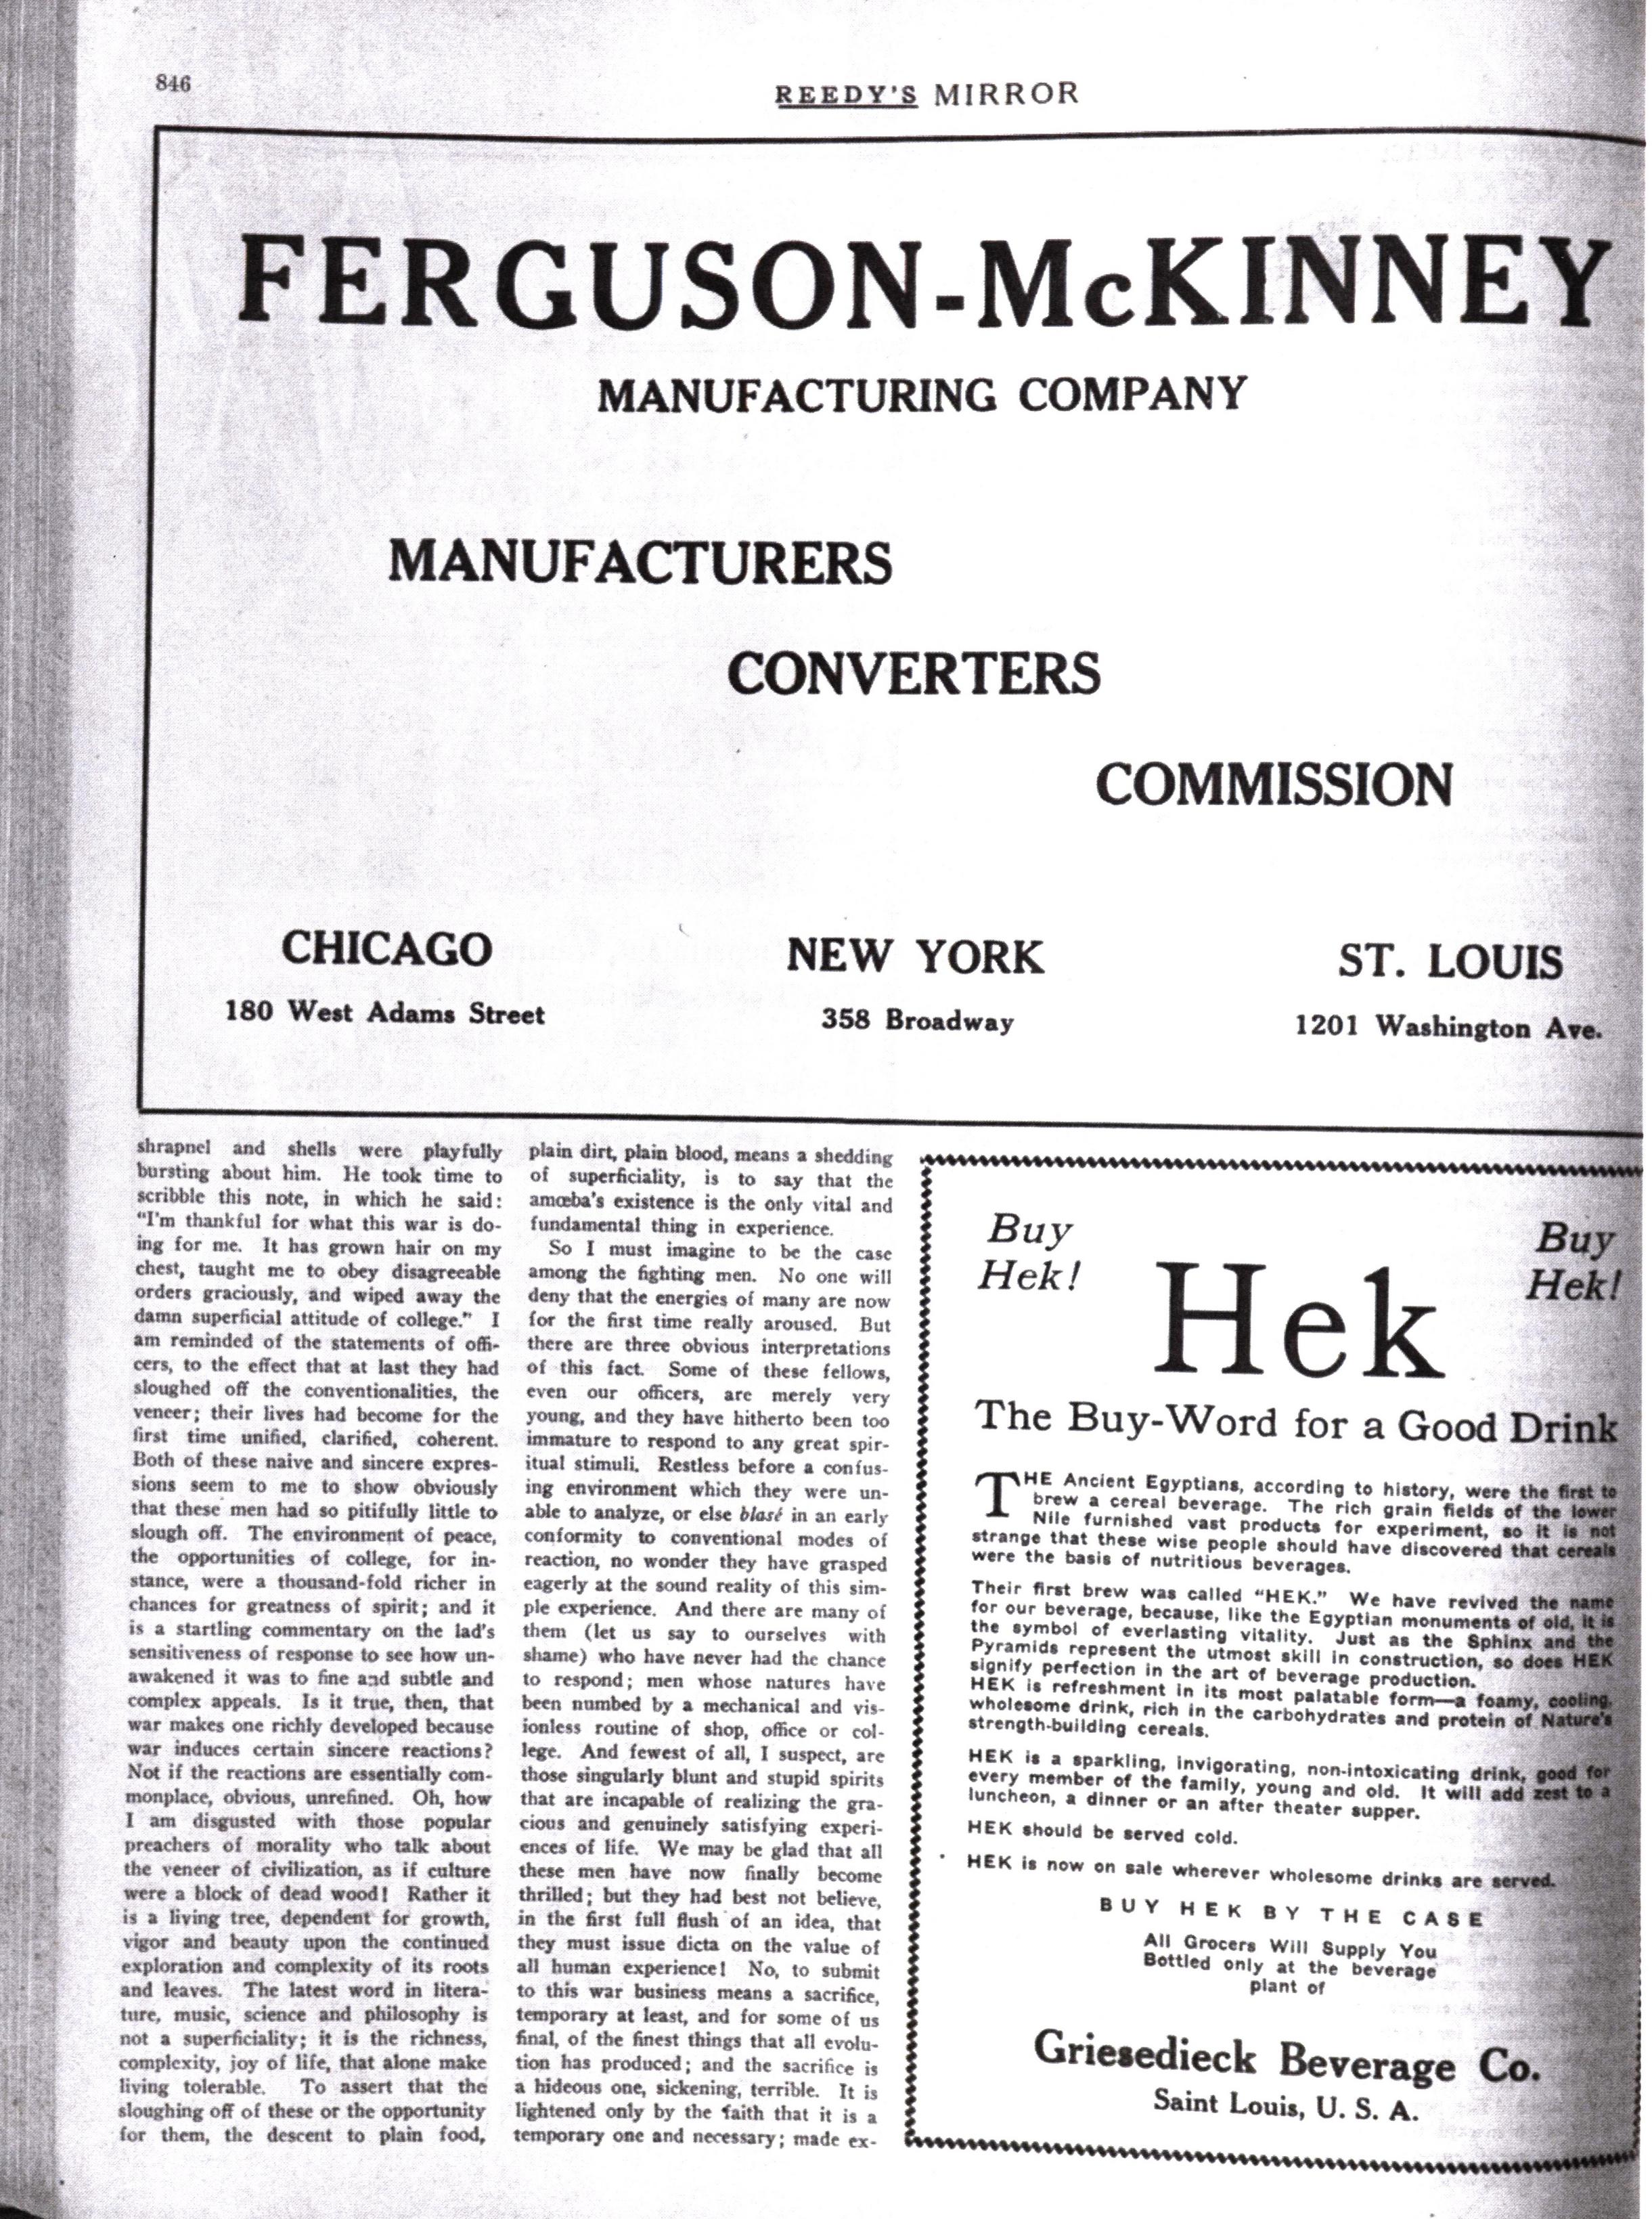 846
REEDY'S MIRROR
FERGUSON-McKINNEY
MANUFACTURING COMPANY
MANUFACTURERS
CONVERTERS
COMMISSION
CHICAGO
180 West Adams Street
NEW YORK
358 Broadway
ST. LOUIS
1201 Washington Ave.
shrapnel and shells were playfully
bursting about him. He took time to
scribble this note, in which he said:
"I'm thankful for what this war is do-
ing for me. It has grown hair on my
chest, taught me to obey disagreeable
orders graciously, and wiped away the
damn superficial attitude of college." I
am reminded of the statements of offi-
cers, to the effect that at last they had
sloughed off the conventionalities, the
veneer; their lives had become for the
first time unified, clarified, coherent.
Both of these naive and sincere expres-
sions seem to me to show obviously
that these men had so pitifully little to
slough off. The environment of peace,
the opportunities of college, for in-
stance, were a thousand-fold richer in
chances for greatness of spirit; and it
is a startling commentary on the lad's
sensitiveness of response to see how un-
awakened it was to fine and subtle and
complex appeals. Is it true, then, that
war makes one richly developed because
war induces certain sincere reactions?
Not if the reactions are essentially com-
monplace, obvious, unrefined. Oh, how
I am disgusted with those popular
preachers of morality who talk about
the veneer of civilization, as if culture
were a block of dead wood! Rather it
is a living tree, dependent for growth,
vigor and beauty upon the continued
exploration and complexity of its roots
and leaves. The latest word in litera-
ture, music, science and philosophy is
not a superficiality; it is the richness,
complexity, joy of life, that alone make
living tolerable. To assert that the
sloughing off of these or the opportunity
for them, the descent to plain food,
plain dirt, plain blood, means a shedding
of superficiality, is to say that the
amœba's existence is the only vital and
fundamental thing in experience.
So I must imagine to be the case
among the fighting men. No one will
deny that the energies of many are now
for the first time really aroused. But
there are three obvious interpretations
of this fact. Some of these fellows,
even our officers, are merely very
young, and they have hitherto been too
immature to respond to any great spir-
itual stimuli. Restless before a confus-
ing environment which they were un-
able to analyze, or else blasé in an early
conformity to conventional modes of
reaction, no wonder they have grasped
eagerly at the sound reality of this sim-
ple experience. And there are many of
them (let us say to ourselves with
shame) who have never had the chance
to respond; men whose natures have
been numbed by a mechanical and vis-
ionless routine of shop, office or col-
lege. And fewest of all, I suspect, are
those singularly blunt and stupid spirits
that are incapable of realizing the gra-
cious and genuinely satisfying experi-
ences of life. We may be glad that all
these men have now finally become
thrilled; but they had best not believe,
in the first full flush of an idea, that
they must issue dicta on the value of
all human experience! No, to submit
to this war business means a sacrifice,
temporary at least, and for some of us
final, of the finest things that all evolu-
tion has produced; and the sacrifice is
a hideous one, sickening, terrible. It is
lightened only by the faith that it is a
temporary one and necessary; made ex-
Buy
Hek!
Hek
Buy
Hek!
The Buy-Word for a Good Drink
THE Ancient Egyptians, according to history, were the first to
brew a cereal beverage. The rich grain fields of the lower
Nile furnished vast products for experiment, so it is not
strange that these wise people should have discovered that cereals
were the basis of nutritious beverages.
Their first brew was called "HEK." We have revived the name
for our beverage, because, like the Egyptian monuments of old, it is
the symbol of everlasting vitality. Just as the Sphinx and the
Pyramids represent the utmost skill in construction, so does HEK
signify perfection in the art of beverage production.
HEK is refreshment in its most palatable form—a foamy, cooling,
wholesome drink, rich in the carbohydrates and protein of Nature's
strength-building cereals.
HEK is a sparkling, invigorating, non-intoxicating drink, good for
every member of the family, young and old. It will add zest to a
luncheon, a dinner or an after theater supper.
HEK should be served cold.
HEK is now on sale wherever wholesome drinks are served.
BUY HEK BY THE CASE
All Grocers Will Supply You
Bottled only at the beverage
plant of
Griesedieck Beverage Co.
Saint Louis, U. S. A.